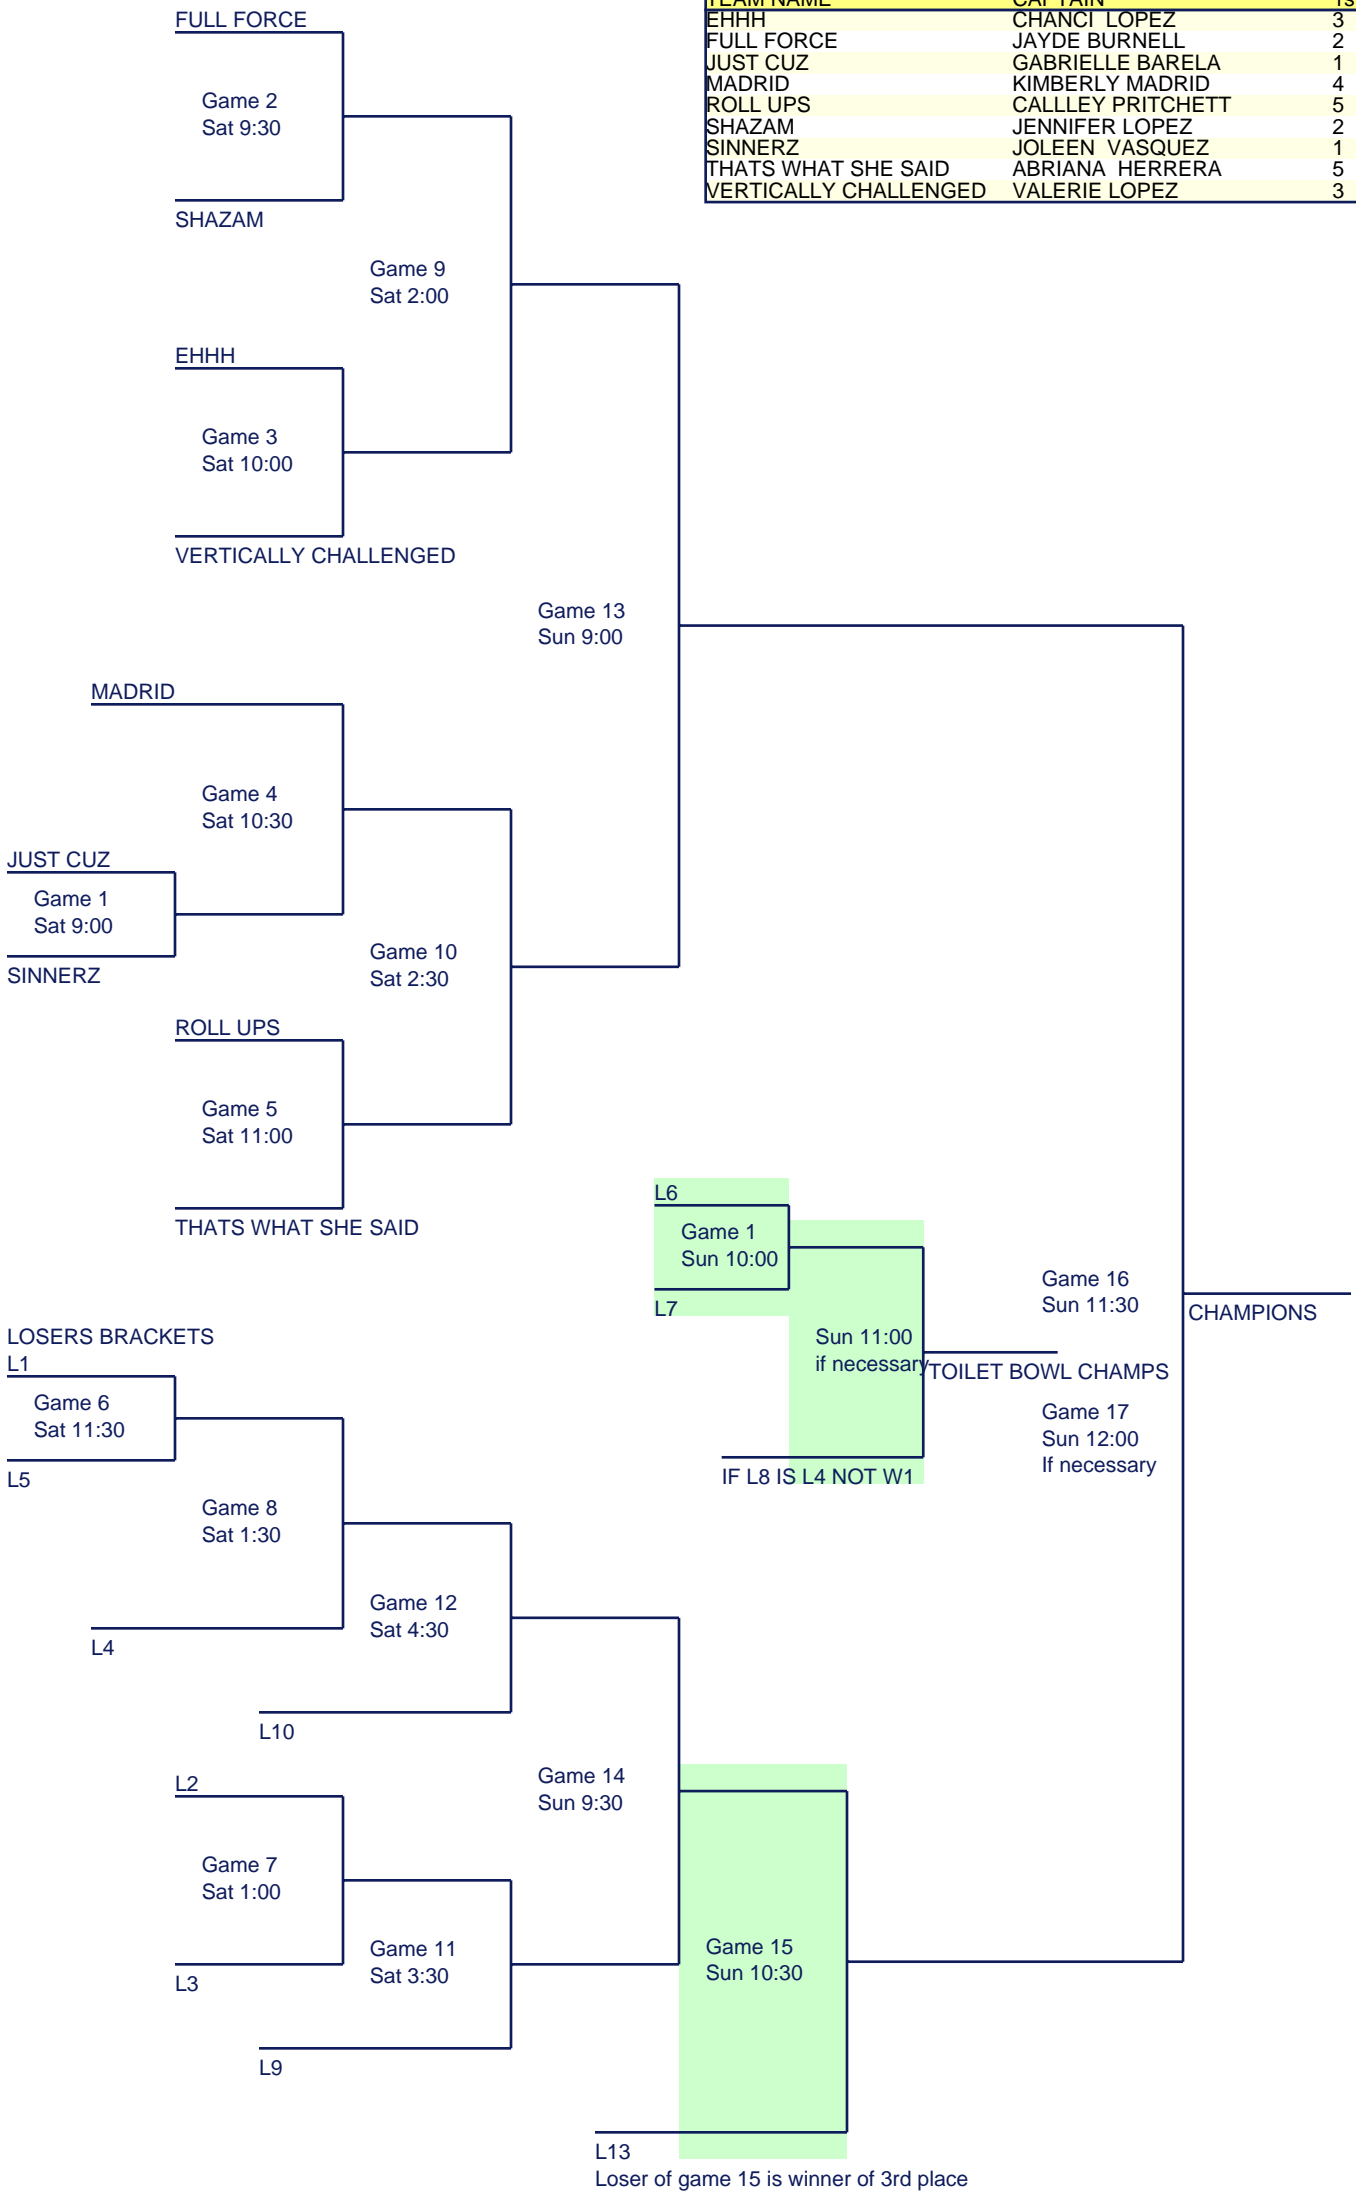 TEAM NAME CAPTAIN
EHHH CHANCI LOPEZ 3
FULL FORCE JAYDE BURNELL 2
JUST CUZ GABRIELLE BARELA 1
MADRID KIMBERLY MADRID 4
ROLL UPS CALLLEY PRITCHETT 5
SHAZAM JENNIFER LOPEZ 2
SINNERZ JOLEEN VASQUEZ 1
THATS WHAT SHE SAID ABRIANA HERRERA 5
VERTICALLY CHALLENGED VALERIE LOPEZ 3
FULL FORCE
Game 2
Sat 9:30
SHAZAM
Game 9
Sat 2:00
EHHH
Game 3
Sat 10:00
VERTICALLY CHALLENGED
Game 13
Sun 9:00
MADRID
Game 4
Sat 10:30
JUST CUZ
Game 1
Sat 9:00
SINNERZ
Game 10
Sat 2:30
ROLL UPS
Game 5
Sat 11:00
THATS WHAT SHE SAID
L6
Game 1
Sun 10:00
L7
Sun 11:00
if necessary
TOILET BOWL CHAMPS
IF L8 IS L4 NOT W1
Game 16
Sun 11:30
CHAMPIONS
Game 17
Sun 12:00
If necessary
LOSERS BRACKETS
L1
Game 6
Sat 11:30
L5
Game 8
Sat 1:30
L4
Game 12
Sat 4:30
L10
Game 14
Sun 9:30
L2
Game 7
Sat 1:00
L3
Game 11
Sat 3:30
L9
Game 15
Sun 10:30
L13
Loser of game 15 is winner of 3rd place